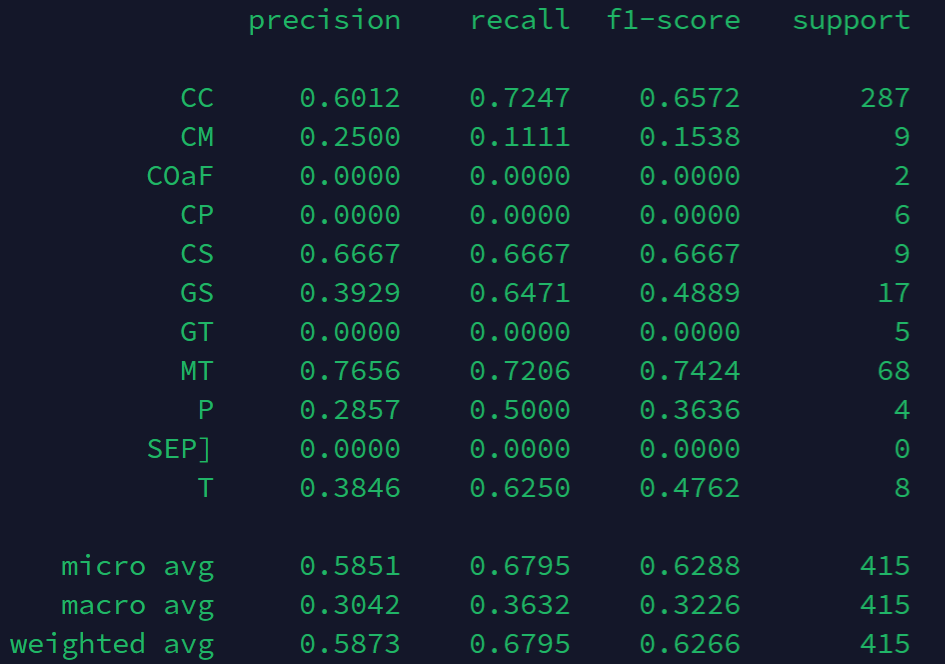 precision recall f1-score support
CC 0.6012 0.7247 0.6572 287
CM 0.2500 0.1111 0.1538 9
COaF 0.0000 0.0000 0.0000 2
CP 0.0000 0.0000 0.0000 6
CS 0.6667 0.6667 0.6667 9
GS 0.3929 0.6471 0.4889 17
GT 0.0000 0.0000 0.0000 5
MT 0.7656 0.7206 0.7424 68
P 0.2857 0.5000 0.3636 4
SEP] 0.0000 0.0000 0.0000 0
T 0.3846 0.6250 0.4762 8
micro avg 0.5851 0.6795 0.6288 415
macro avg 0.3042 0.3632 0.3226 415
weighted avg 0.5873 0.6795 0.6266 415